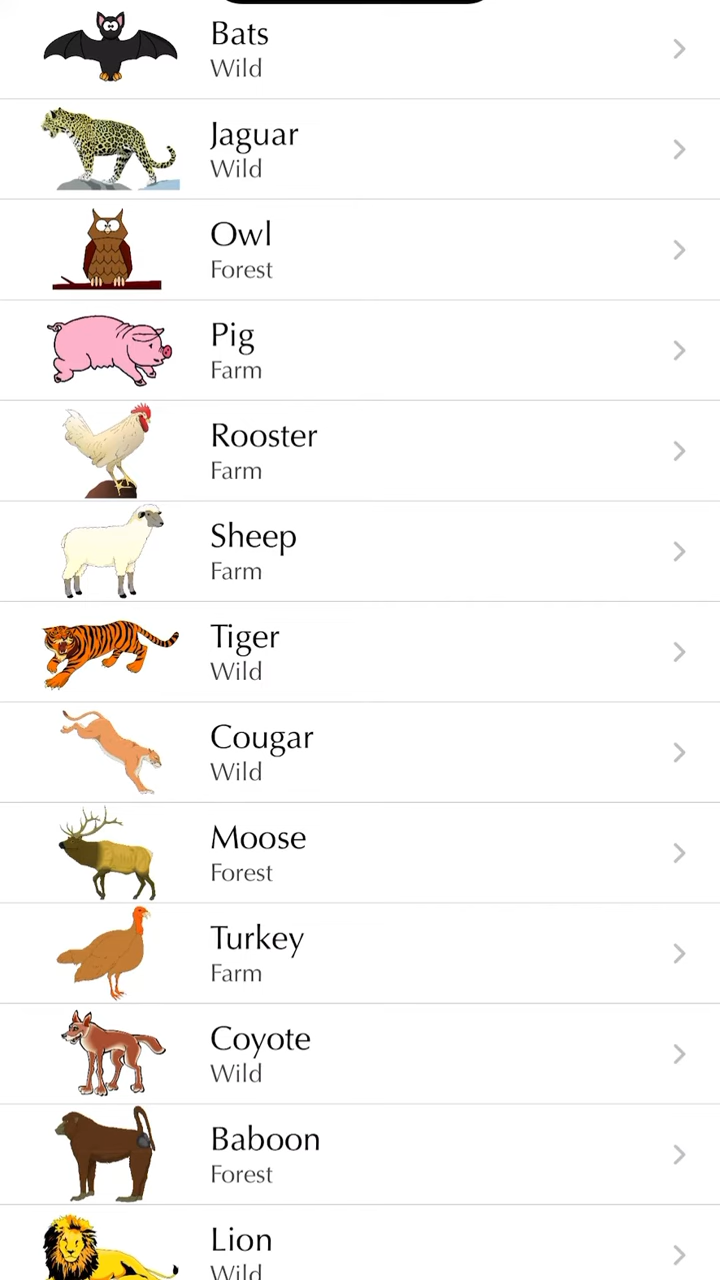 Bats
Wild
Jaguar
Wild
Owl
Forest
Pig
Farm
Rooster
Farm
Sheep
Farm
Tiger
Wild
Cougar
Wild
Moose
Forest
Turkey
Farm
Coyote
Wild
Baboon
Forest
Lion
Wild